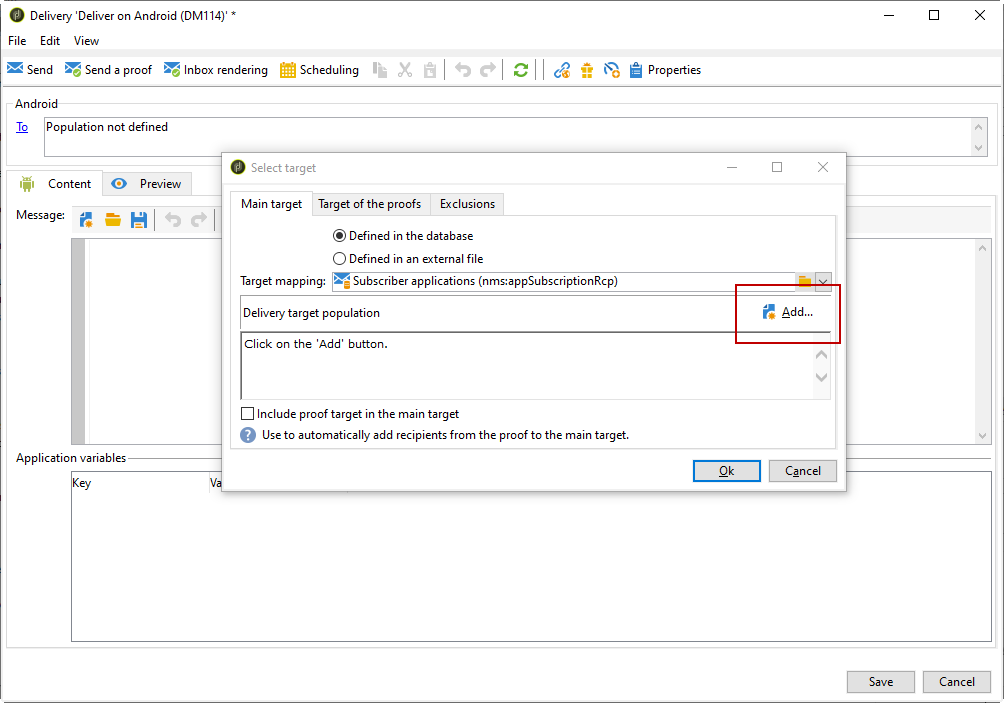 Delivery 'Deliver on Android (DM114)' *
File Edit View
Send Send a proof Inbox rendering Scheduling Properties
Android
To Population not defined
Content Preview
Message:
Select target
Main target Target of the proofs Exclusions
Defined in the database
Defined in an external file
Target mapping: Subscriber applications (nms:appSubscriptionRcp)
Delivery target population Add...
Click on the 'Add' button.
Include proof target in the main target
? Use to automatically add recipients from the proof to the main target.
Ok Cancel
Application variables
Key Va
Save Cancel